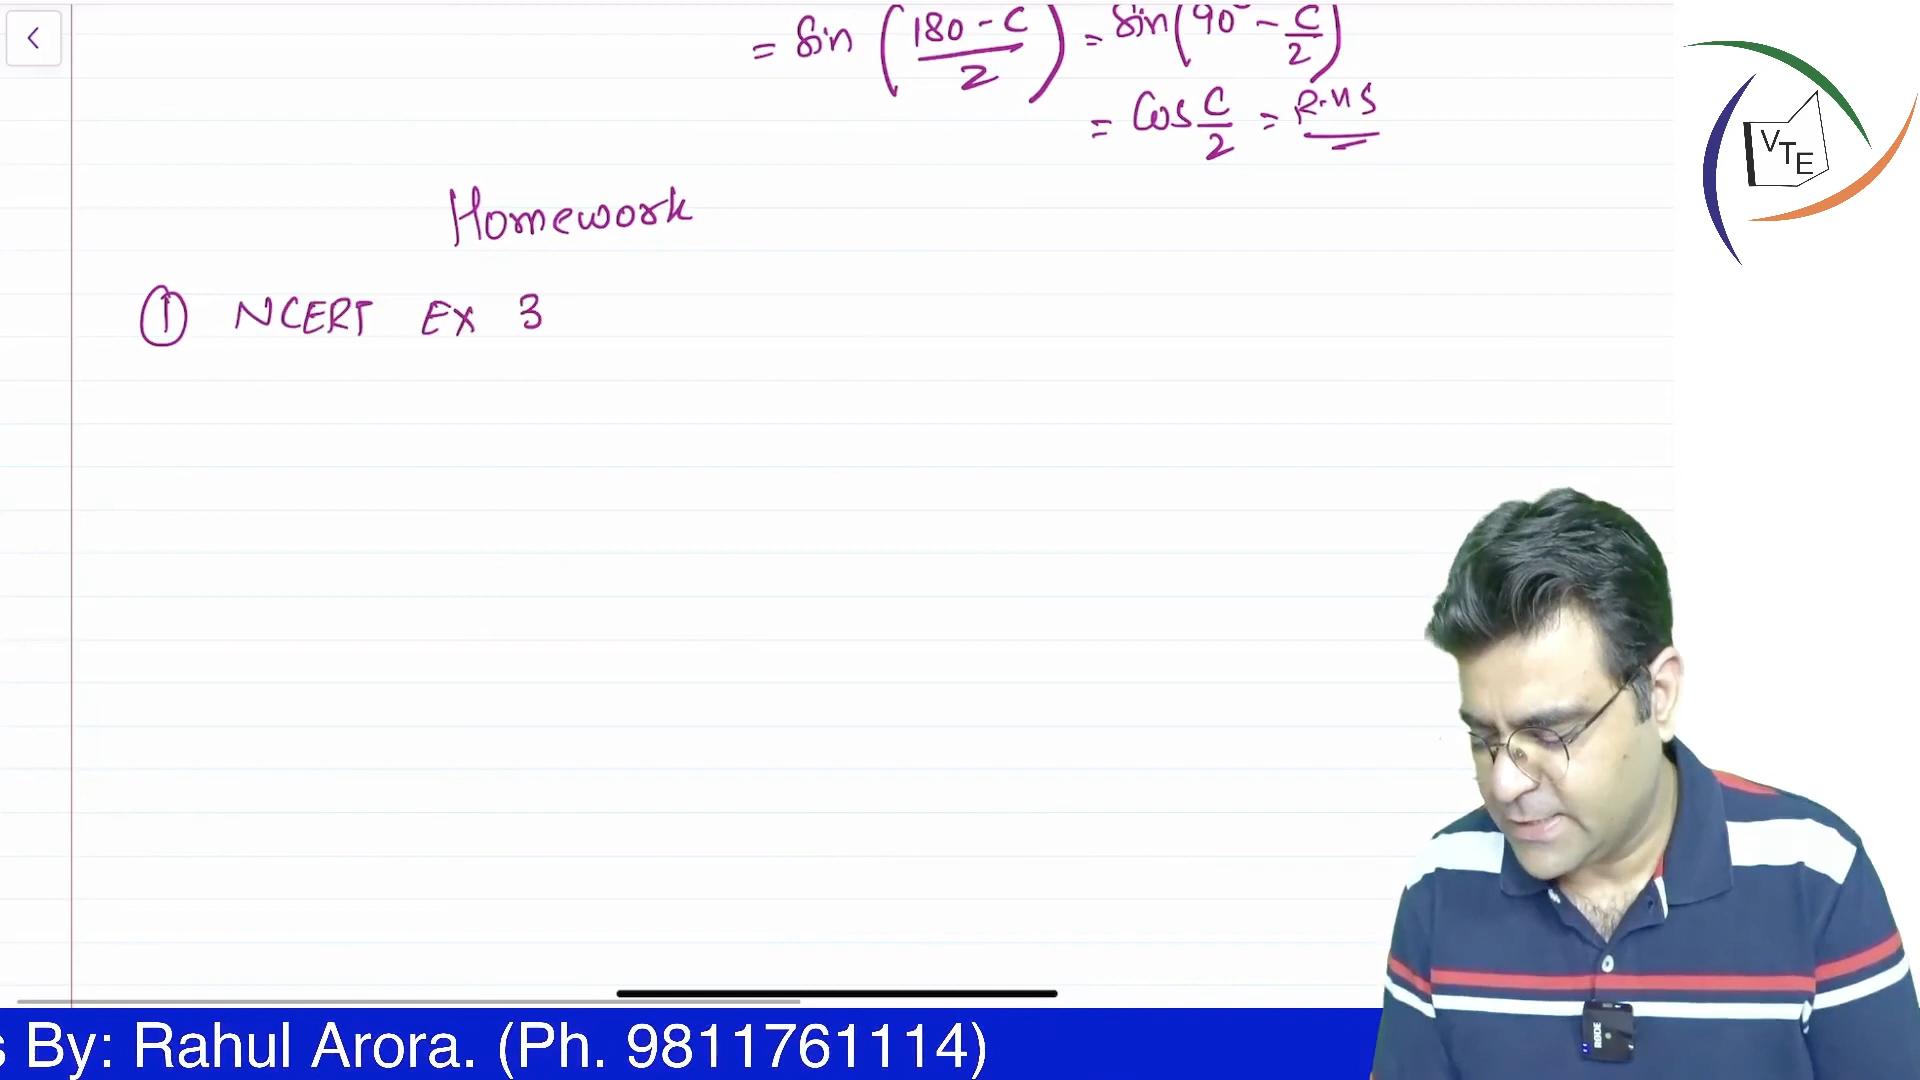 = Sin (180 - C / 2) = Sin(90° - C/2)
= Cos C/2 = R.H.S
Homework
① NCERT Ex 3
VTE
s By: Rahul Arora. (Ph. 9811761114)
RODE